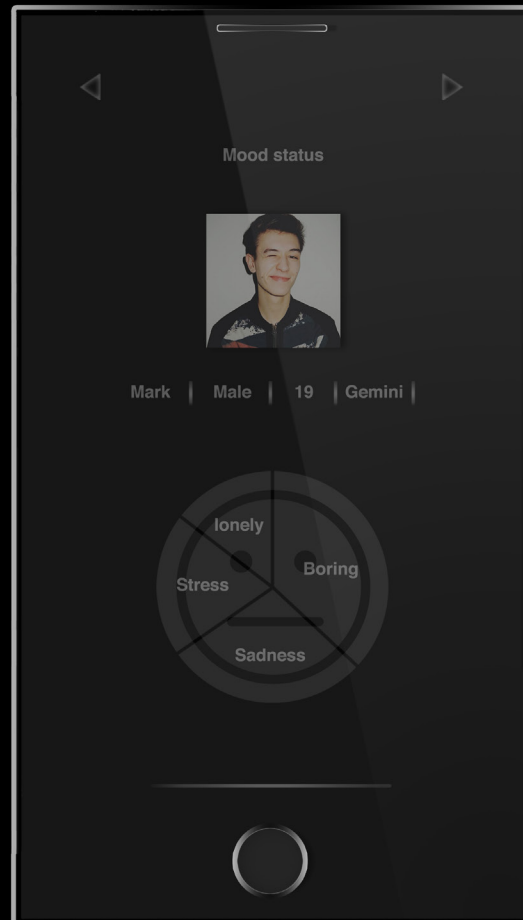 Mood status
Mark | Male | 19 | Gemini |
lonely
Boring
Stress
Sadness